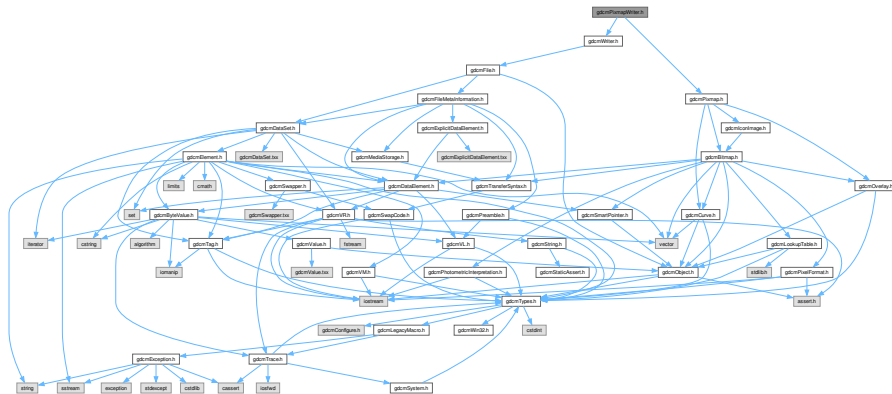 gdcmPixmapWriter.h
gdcmWriter.h
gdcmFile.h
gdcmFileMetaInformation.h
gdcmPixmap.h
gdcmDataSet.h
gdcmExplicitDataElement.h
gdcmIconImage.h
gdcmElement.h
gdcmDataSet.txx
gdcmMediaStorage.h
gdcmExplicitDataElement.txx
gdcmBitmap.h
limits
cmath
gdcmSwapper.h
gdcmDataElement.h
gdcmTransferSyntax.h
gdcmOverlay.h
set
gdcmByteValue.h
gdcmSwapper.txx
gdcmVR.h
gdcmSwapCode.h
gdcmPreamble.h
gdcmSmartPointer.h
gdcmCurve.h
iterator
cstring
algorithm
gdcmTag.h
gdcmValue.h
fstream
gdcmVL.h
gdcmString.h
vector
gdcmLookupTable.h
iomanip
gdcmValue.txx
gdcmVM.h
gdcmPhotometricInterpretation.h
gdcmStaticAssert.h
gdcmObject.h
stdlib.h
gdcmPixelFormat.h
iostream
gdcmTypes.h
assert.h
gdcmConfigure.h
gdcmLegacyMacro.h
gdcmWin32.h
cstdint
gdcmException.h
gdcmTrace.h
string
sstream
exception
stdexcept
cstdlib
cassert
iosfwd
gdcmSystem.h